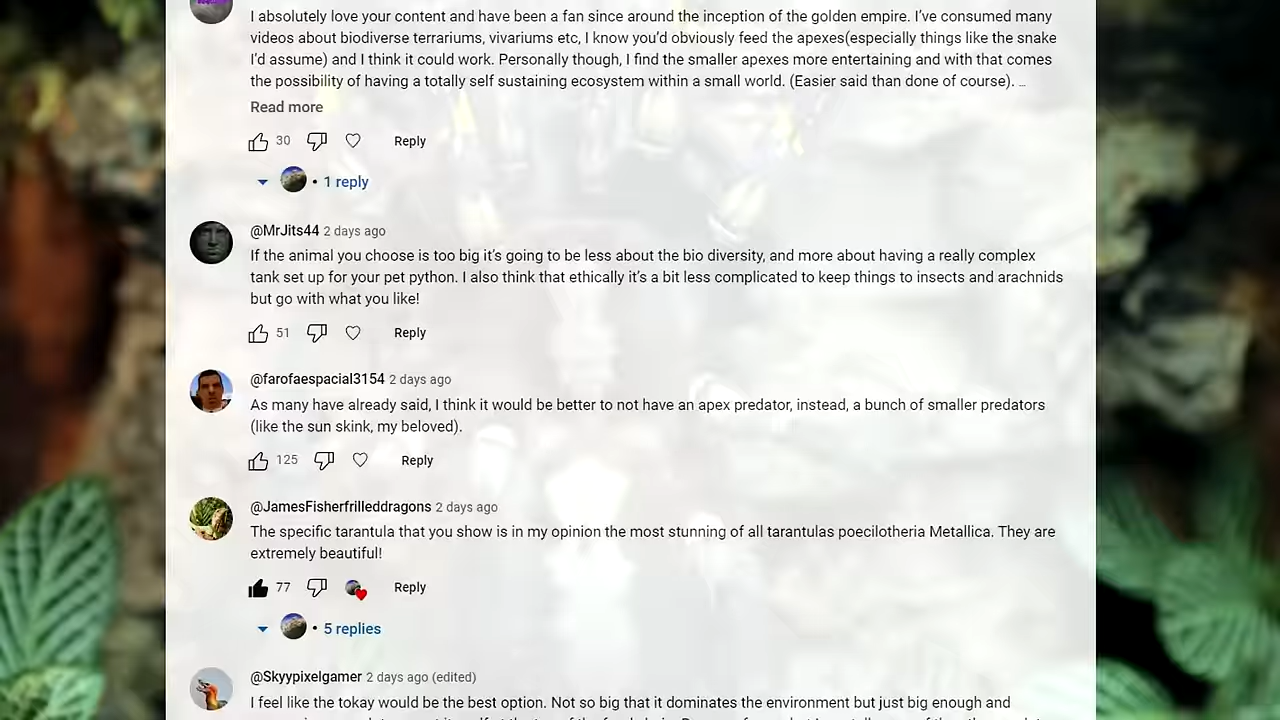 I absolutely love your content and have been a fan since around the inception of the golden empire. I've consumed many
videos about biodiverse terrariums, vivariums etc, I know you'd obviously feed the apexes(especially things like the snake
I'd assume) and I think it could work. Personally though, I find the smaller apexes more entertaining and with that comes
the possibility of having a totally self sustaining ecosystem within a small world. (Easier said than done of course). ...
Read more
30 Reply
• 1 reply
@MrJits44 2 days ago
If the animal you choose is too big it's going to be less about the bio diversity, and more about having a really complex
tank set up for your pet python. I also think that ethically it's a bit less complicated to keep things to insects and arachnids
but go with what you like!
51 Reply
@farofaespacial3154 2 days ago
As many have already said, I think it would be better to not have an apex predator, instead, a bunch of smaller predators
(like the sun skink, my beloved).
125 Reply
@JamesFisherfrilleddragons 2 days ago
The specific tarantula that you show is in my opinion the most stunning of all tarantulas poecilotheria Metallica. They are
extremely beautiful!
77 Reply
• 5 replies
@Skyypixelgamer 2 days ago (edited)
I feel like the tokay would be the best option. Not so big that it dominates the environment but just big enough and